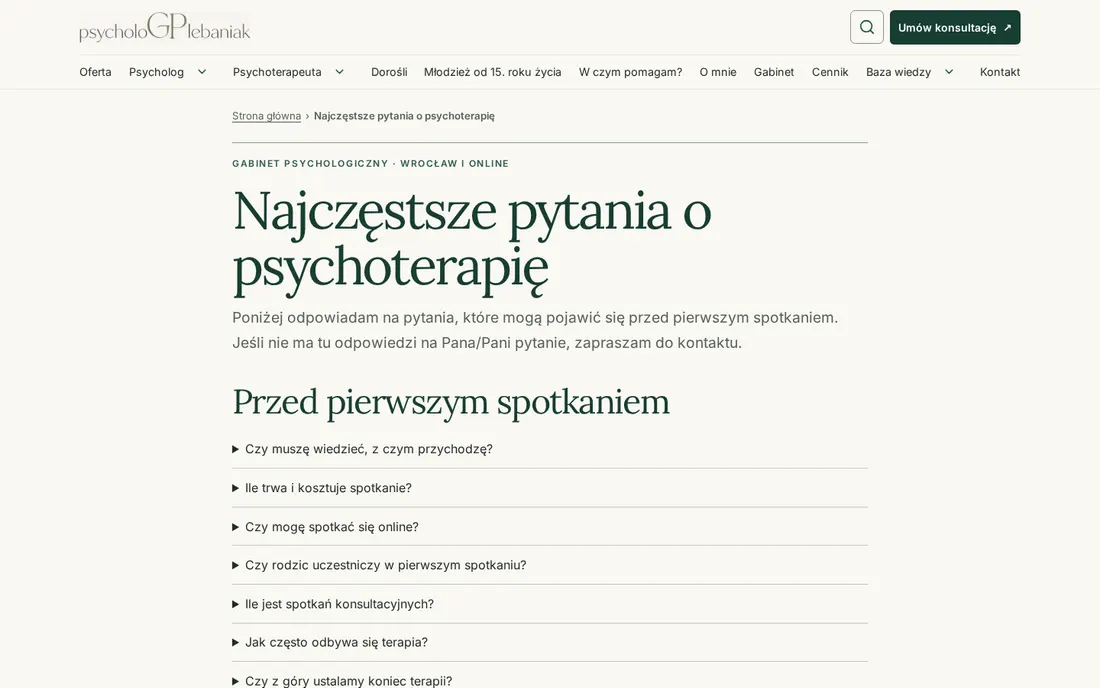 psycholoGPlebaniak
Umów konsultację ↗
Oferta Psycholog Psychoterapeuta Dorośli Młodzież od 15. roku życia W czym pomagam? O mnie Gabinet Cennik Baza wiedzy Kontakt
Strona główna › Najczęstsze pytania o psychoterapię
GABINET PSYCHOLOGICZNY · WROCŁAW I ONLINE
Najczęstsze pytania o
psychoterapię
Poniżej odpowiadam na pytania, które mogą pojawić się przed pierwszym spotkaniem.
Jeśli nie ma tu odpowiedzi na Pana/Pani pytanie, zapraszam do kontaktu.
Przed pierwszym spotkaniem
Czy muszę wiedzieć, z czym przychodzę?
Ile trwa i kosztuje spotkanie?
Czy mogę spotkać się online?
Czy rodzic uczestniczy w pierwszym spotkaniu?
Ile jest spotkań konsultacyjnych?
Jak często odbywa się terapia?
Czy z góry ustalamy koniec terapii?